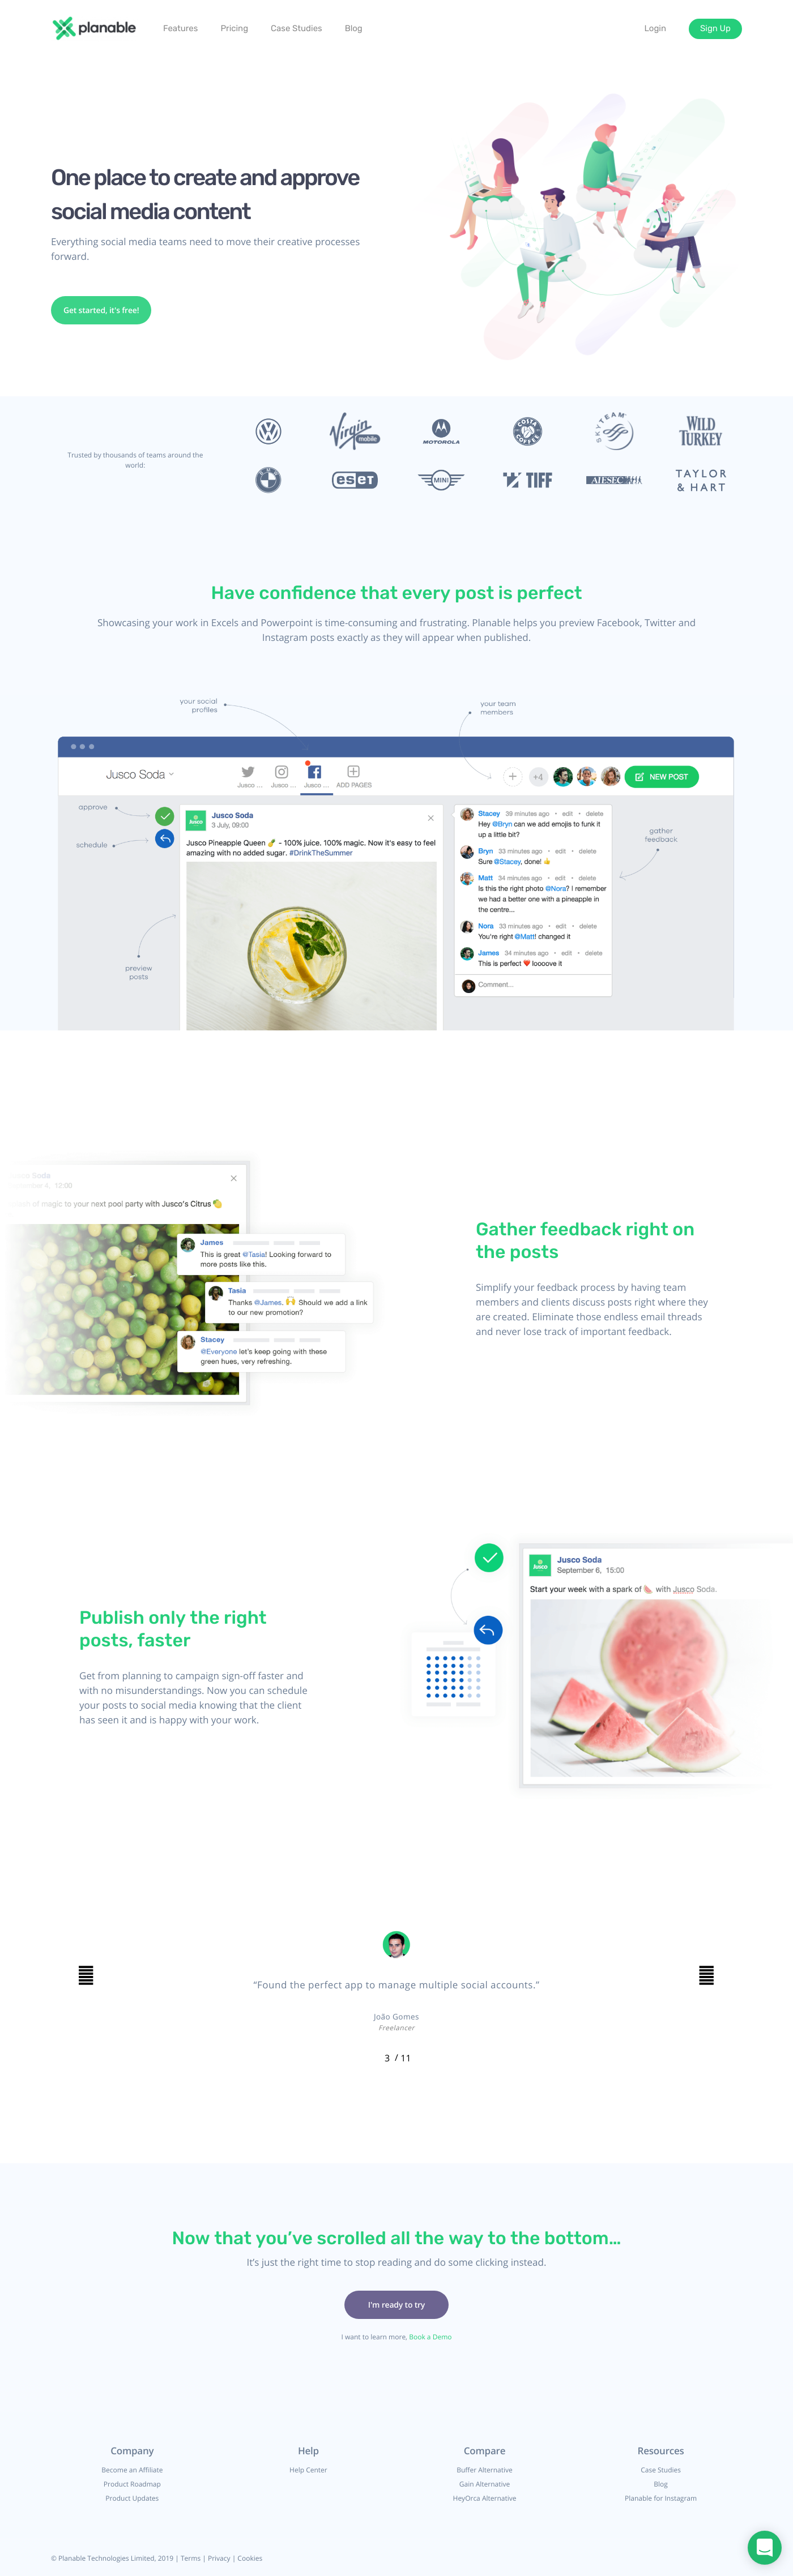 planable
Features
Pricing
Case Studies
Blog
Login
Sign Up
One place to create and approve
social media content
Everything social media teams need to move their creative processes
forward.
Get started, it's free!
Trusted by thousands of teams around the
world:
Virgin
mobile
MOTOROLA
COSTA
COFFEE
SKYTEAM
WILD
TURKEY
eseT
MINI
TIFF
AIESEC
TAYLOR
& HART
Have confidence that every post is perfect
Showcasing your work in Excels and Powerpoint is time-consuming and frustrating. Planable helps you preview Facebook, Twitter and
Instagram posts exactly as they will appear when published.
your social
profiles
your team
members
Jusco Soda
Jusco ...
Jusco ...
Jusco ...
ADD PAGES
+4
NEW POST
approve
schedule
preview
posts
Jusco
Jusco Soda
3 July, 09:00
Jusco Pineapple Queen 🍍 - 100% juice. 100% magic. Now it's easy to feel
amazing with no added sugar. #DrinkTheSummer
Stacey 39 minutes ago • edit • delete
Hey @Bryn can we add emojis to funk it
up a little bit?
Bryn 33 minutes ago • edit • delete
Sure @Stacey, done! 👍
Matt 34 minutes ago • edit • delete
Is this the right photo @Nora? I remember
we had a better one with a pineapple in
the centre...
Nora 33 minutes ago • edit • delete
You're right @Matt! changed it
James 34 minutes ago • edit • delete
This is perfect ❤️ loooove it
Comment...
gather
feedback
Soda
4, 12:00
of magic to your next pool party with Jusco's Citrus 🍋
James
This is great @Tasia! Looking forward to
more posts like this.
Tasia
Thanks @James. 🙌 Should we add a link
to our new promotion?
Stacey
@Everyone let's keep going with these
green hues, very refreshing.
Gather feedback right on
the posts
Simplify your feedback process by having team
members and clients discuss posts right where they
are created. Eliminate those endless email threads
and never lose track of important feedback.
Publish only the right
posts, faster
Get from planning to campaign sign-off faster and
with no misunderstandings. Now you can schedule
your posts to social media knowing that the client
has seen it and is happy with your work.
Jusco
Jusco Soda
September 6, 15:00
Start your week with a spark of 🍉 with Jusco Soda.
“Found the perfect app to manage multiple social accounts.”
João Gomes
Freelancer
3 / 11
Now that you’ve scrolled all the way to the bottom…
It’s just the right time to stop reading and do some clicking instead.
I'm ready to try
I want to learn more, Book a Demo
Company
Become an Affiliate
Product Roadmap
Product Updates
Help
Help Center
Compare
Buffer Alternative
Gain Alternative
HeyOrca Alternative
Resources
Case Studies
Blog
Planable for Instagram
© Planable Technologies Limited, 2019 | Terms | Privacy | Cookies